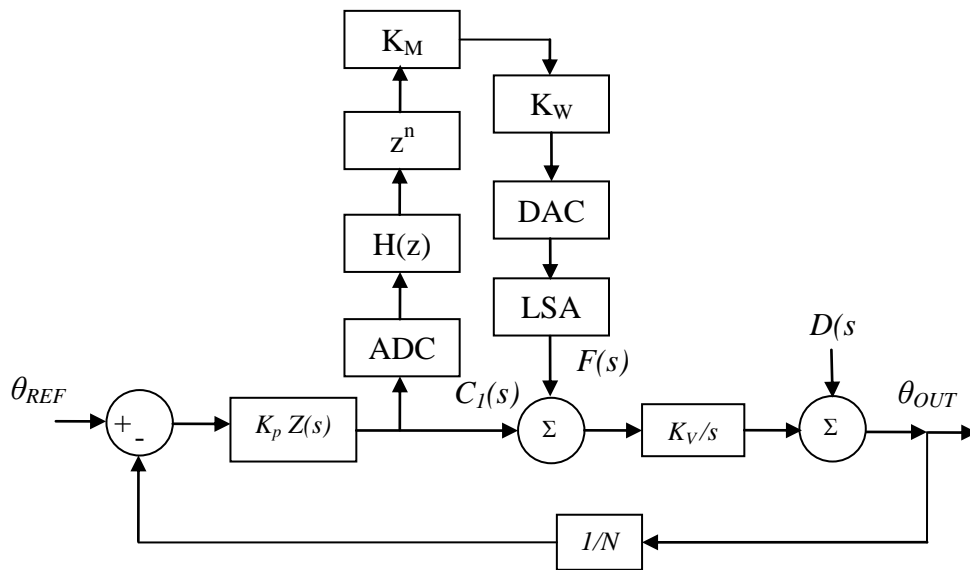 K_M
K_W
z^n
DAC
H(z)
LSA
ADC
F(s)
D(s
θ_REF
C_1(s)
θ_OUT
+
-
K_p Z(s)
Σ
K_V/s
Σ
1/N